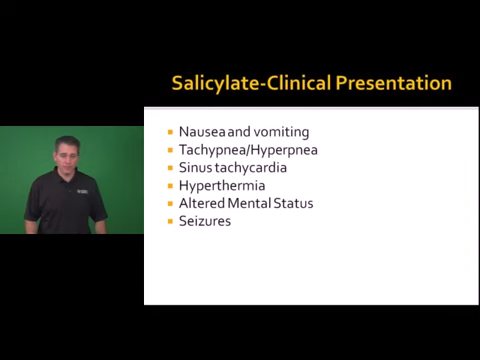 Salicylate-Clinical Presentation
Nausea and vomiting
Tachypnea/Hyperpnea
Sinus tachycardia
Hyperthermia
Altered Mental Status
Seizures